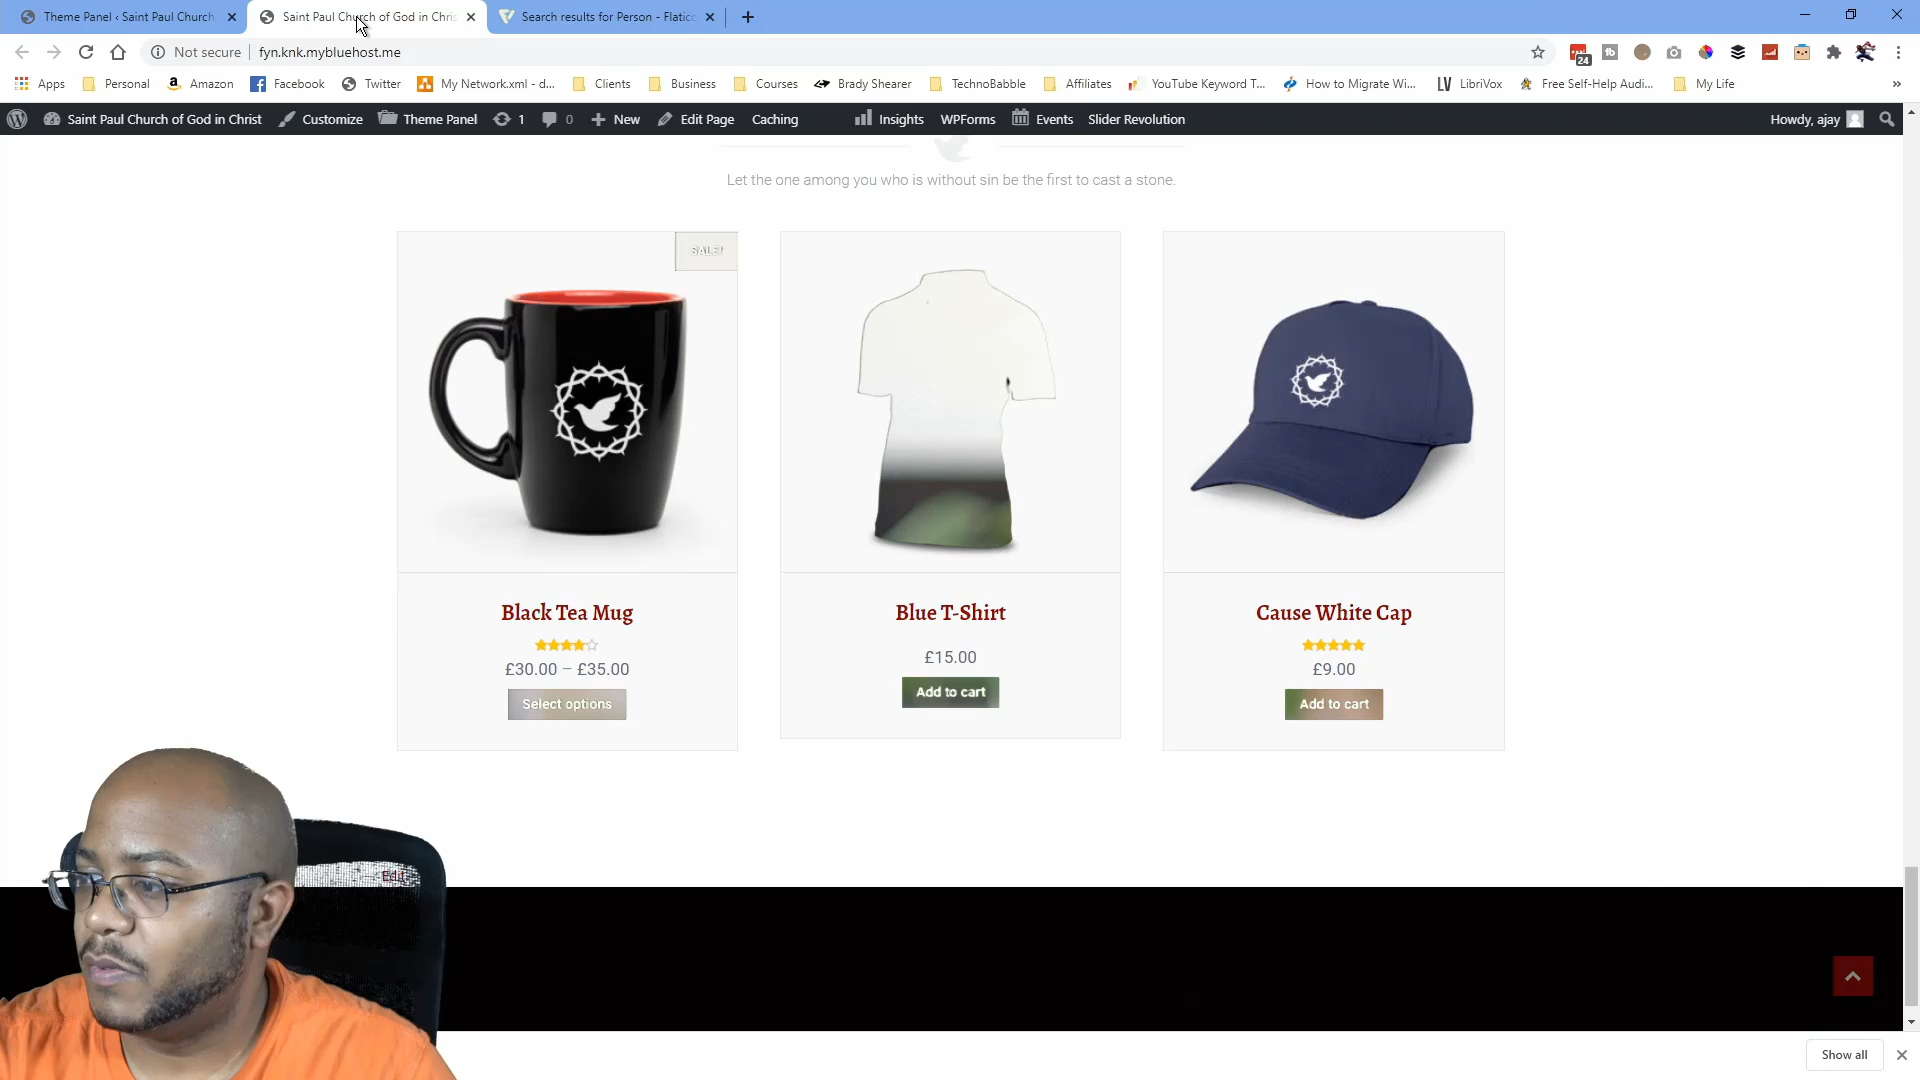 Theme Panel ‹ Saint Paul Church
Saint Paul Church of God in Chris
Search results for Person - Flatico
Not secure
fyn.knk.mybluehost.me
24
Apps
Personal
Amazon
Facebook
Twitter
My Network.xml - d...
Clients
Business
Courses
Brady Shearer
TechnoBabble
Affiliates
YouTube Keyword T...
How to Migrate Wi...
LibriVox
Free Self-Help Audi...
My Life
»
Saint Paul Church of God in Christ
Customize
Theme Panel
1
0
New
Edit Page
Caching
Insights
WPForms
Events
Slider Revolution
Howdy, ajay
Let the one among you who is without sin be the first to cast a stone.
SALE!
Black Tea Mug
£30.00 – £35.00
Select options
Blue T-Shirt
£15.00
Add to cart
Cause White Cap
£9.00
Add to cart
Edit
Show all